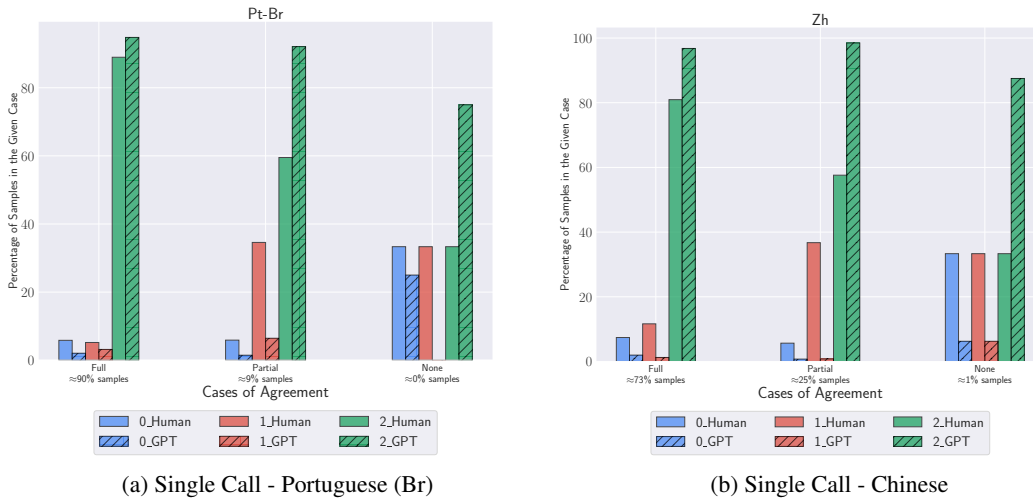 Pt-Br
Percentage of Samples in the Given Case
80
60
40
20
0
Full
≈90% samples
Partial
≈9% samples
None
≈0% samples
Cases of Agreement
0_Human 1_Human 2_Human
0_GPT 1_GPT 2_GPT
(a) Single Call - Portuguese (Br)
Zh
Percentage of Samples in the Given Case
100
80
60
40
20
0
Full
≈73% samples
Partial
≈25% samples
None
≈1% samples
Cases of Agreement
0_Human 1_Human 2_Human
0_GPT 1_GPT 2_GPT
(b) Single Call - Chinese